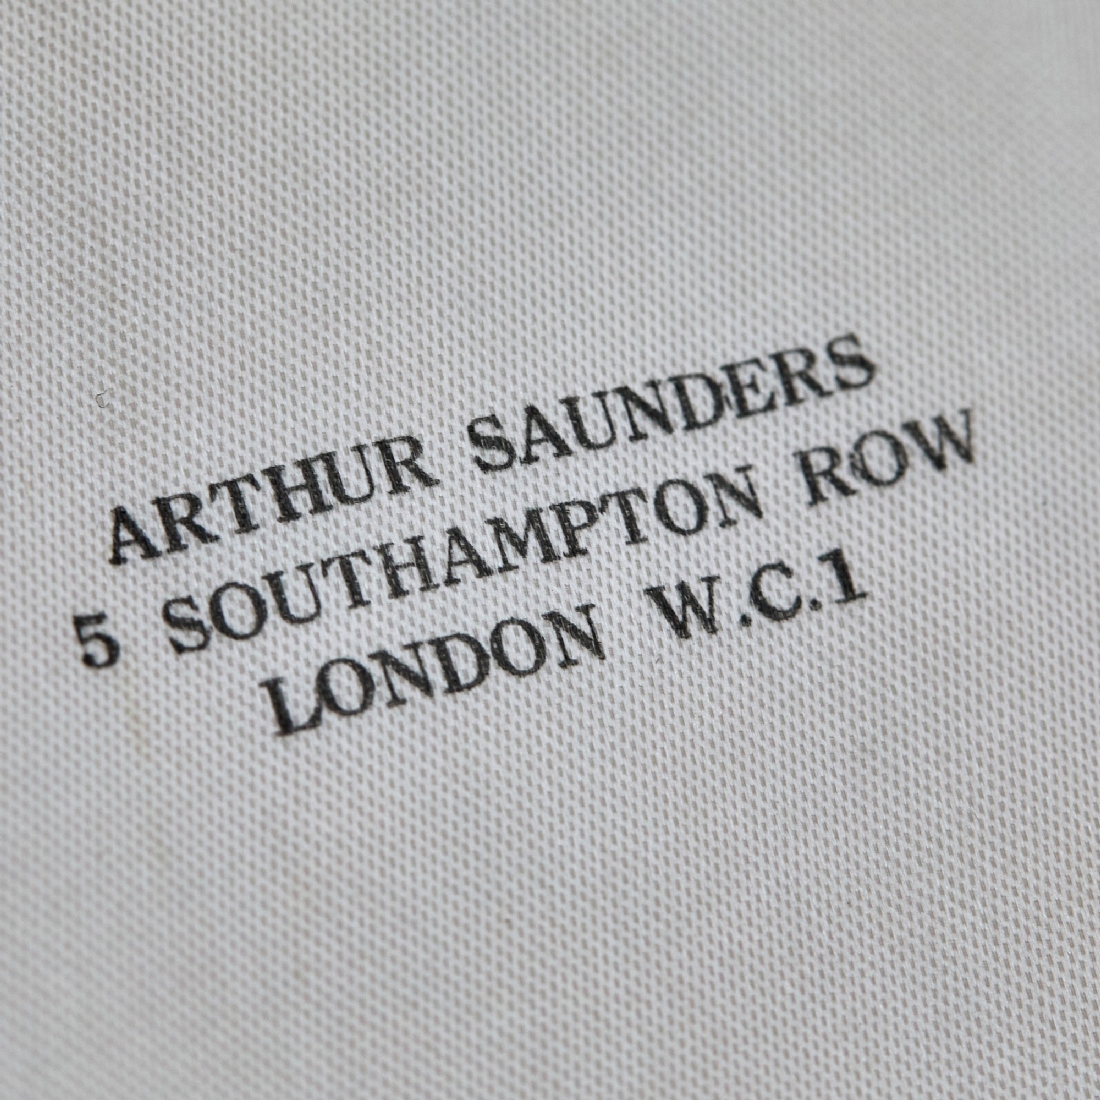 ARTHUR SAUNDERS
5 SOUTHAMPTON ROW
LONDON W.C.1